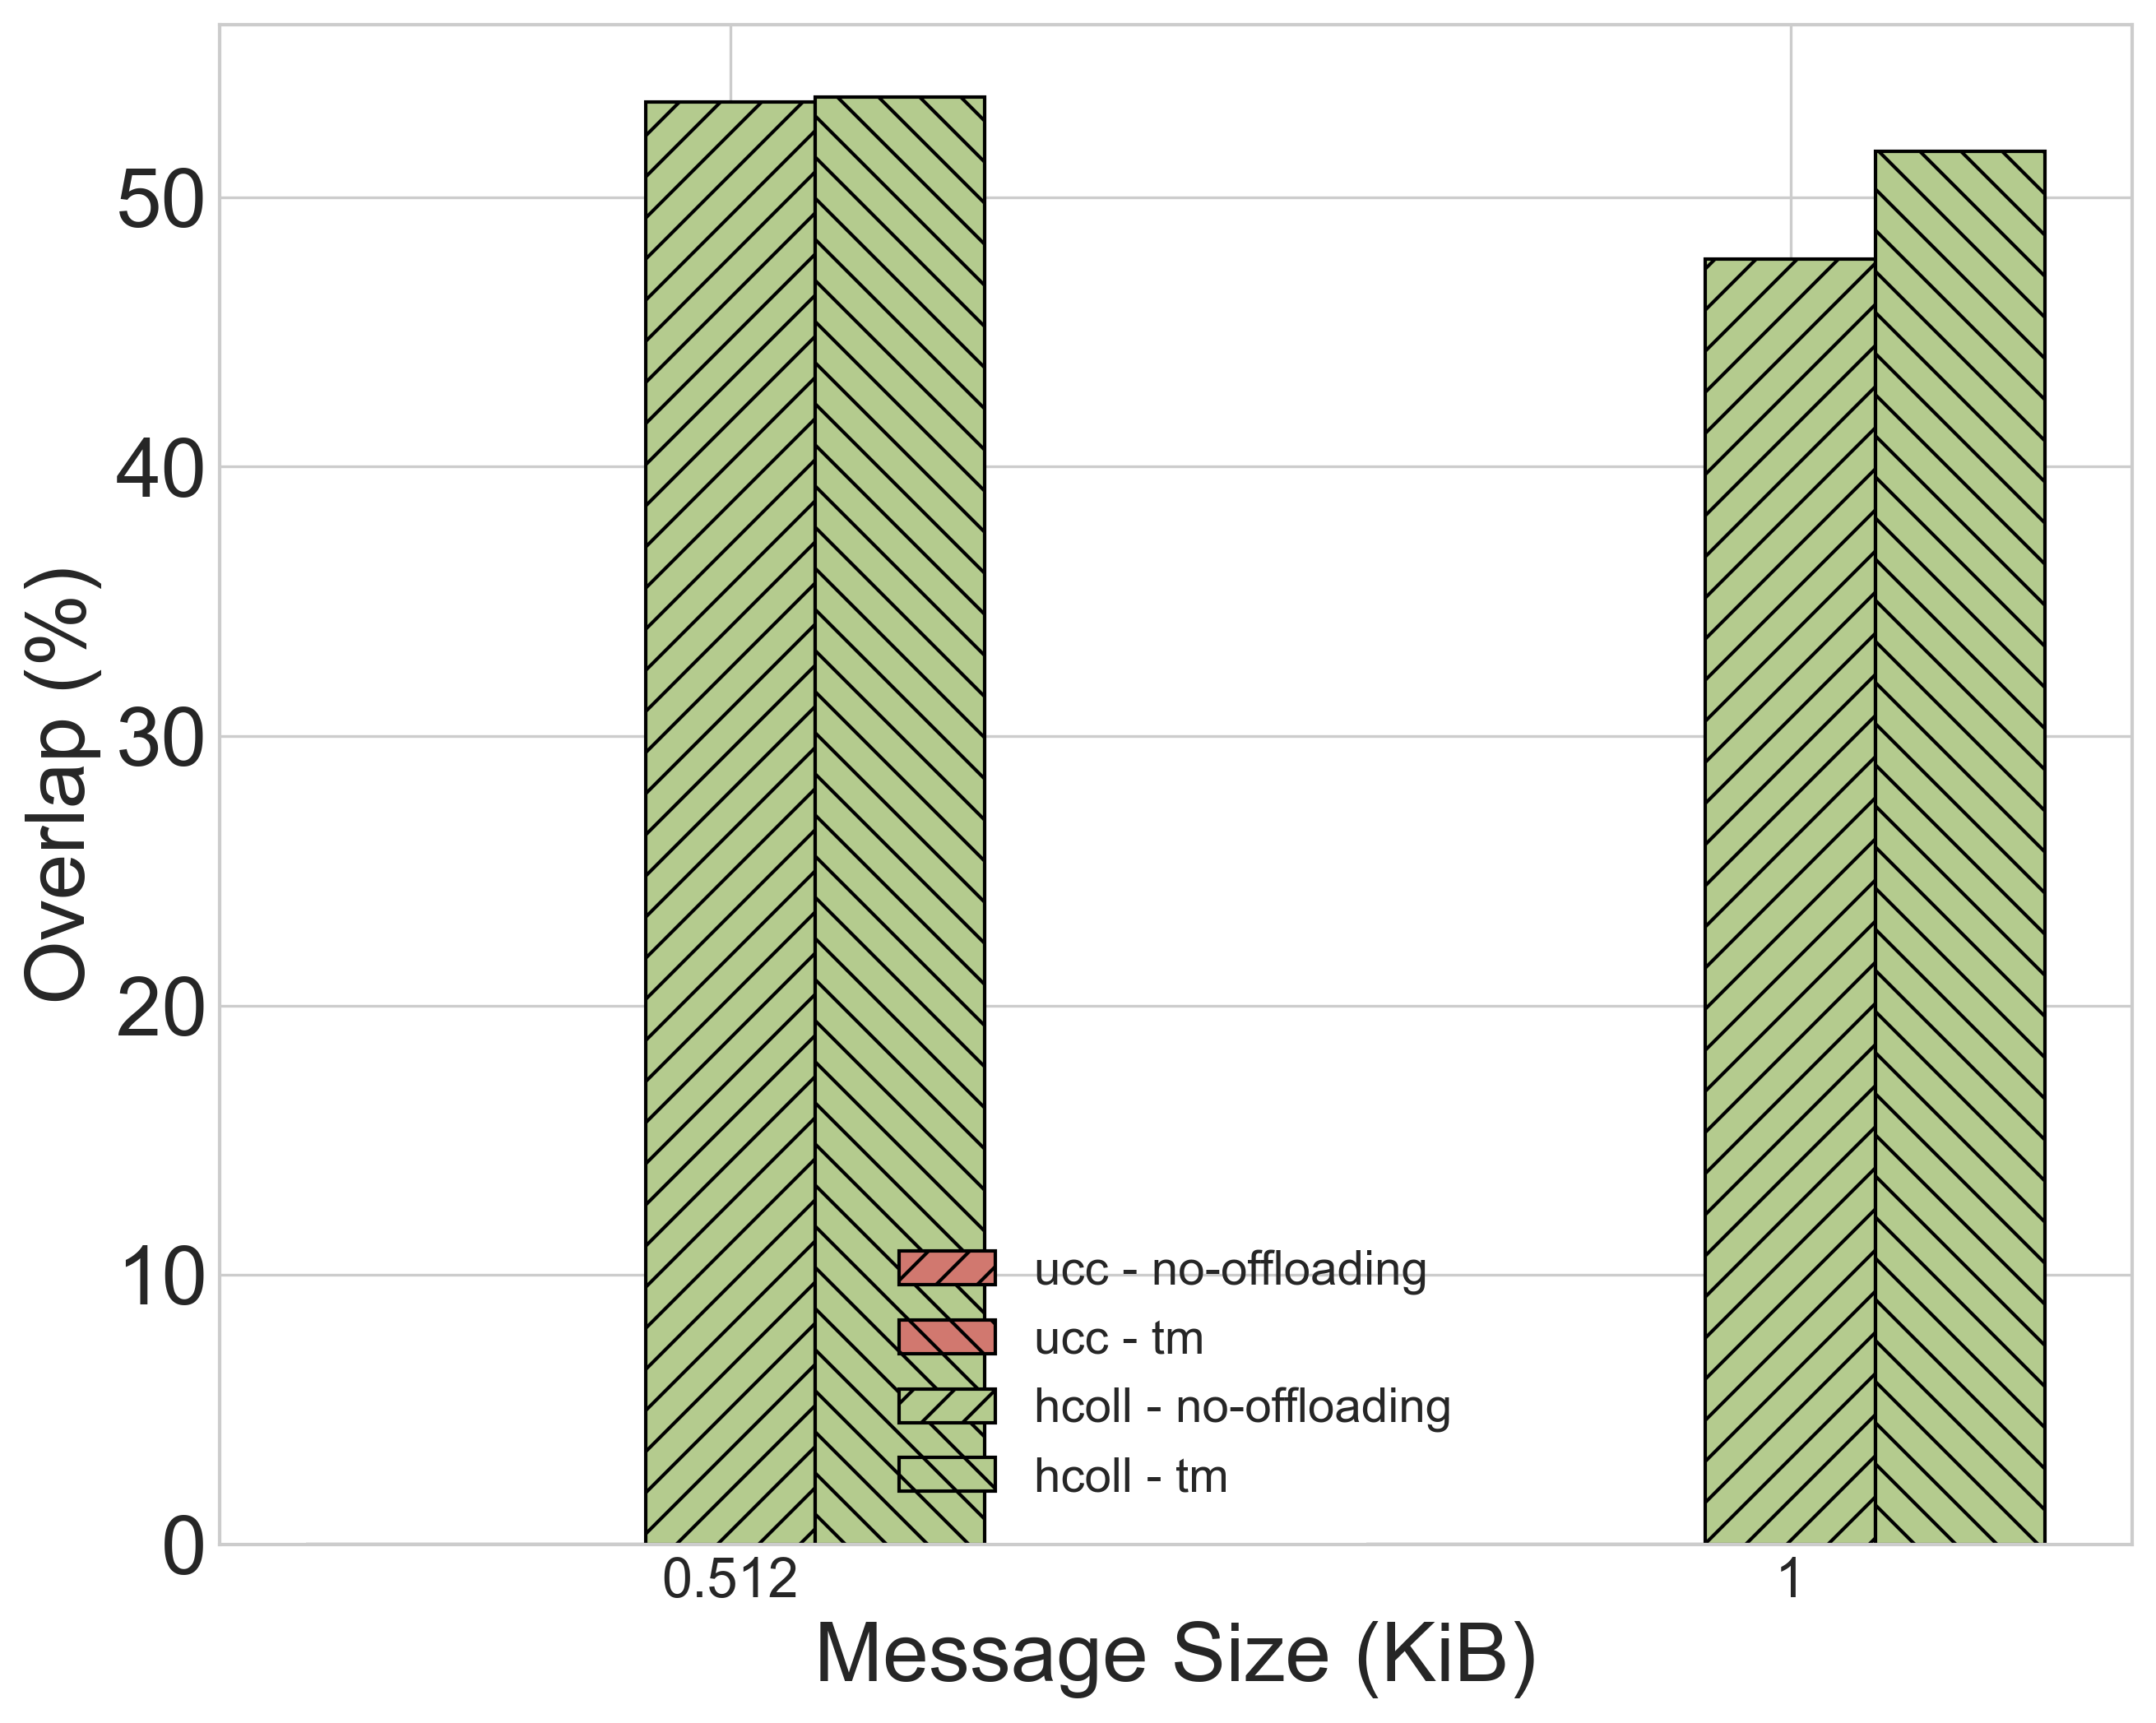 Overlap (%)
50
40
30
20
10
0
ucc - no-offloading
ucc - tm
hcoll - no-offloading
hcoll - tm
0.512
1
Message Size (KiB)